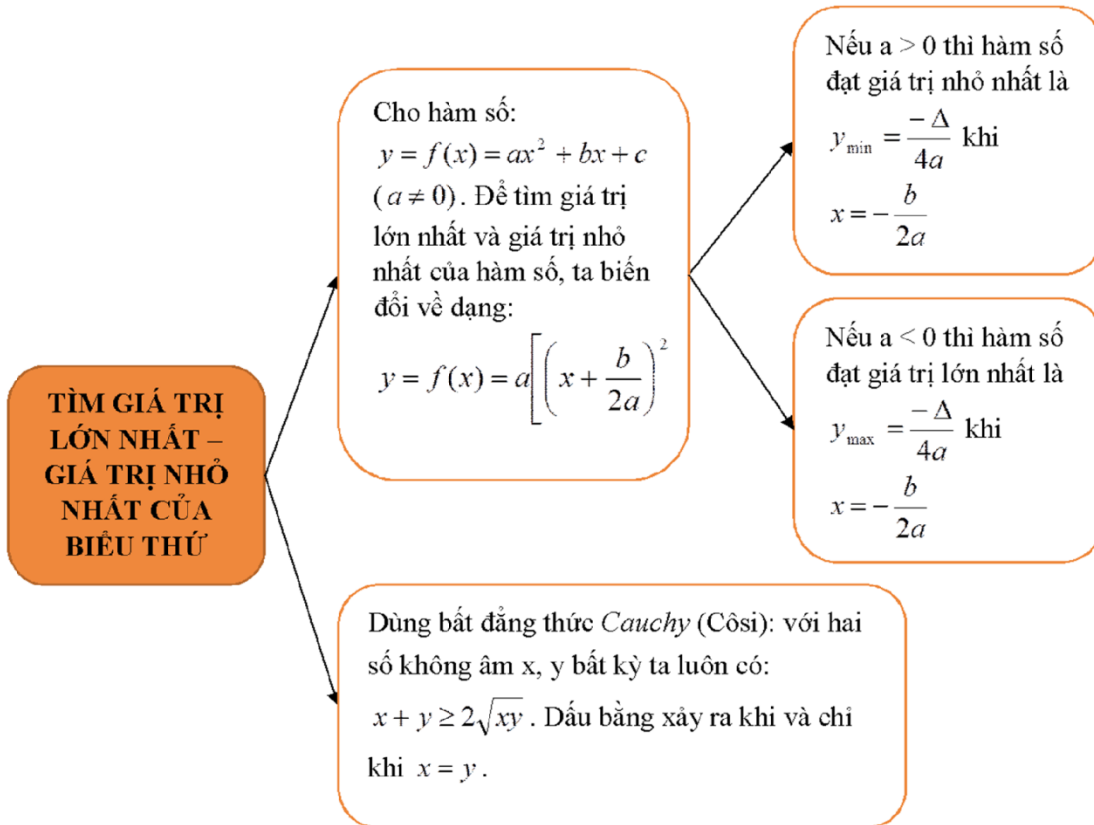 TÌM GIÁ TRỊ
LỚN NHẤT –
GIÁ TRỊ NHỎ
NHẤT CỦA
BIỂU THỨ
Cho hàm số:
y = f(x) = ax² + bx + c
( a ≠ 0). Để tìm giá trị
lớn nhất và giá trị nhỏ
nhất của hàm số, ta biến
đổi về dạng:
y = f(x) = a[(x + b/2a)²
Nếu a > 0 thì hàm số
đạt giá trị nhỏ nhất là
y_min = -Δ/4a khi
x = -b/2a
Nếu a < 0 thì hàm số
đạt giá trị lớn nhất là
y_max = -Δ/4a khi
x = -b/2a
Dùng bất đẳng thức Cauchy (Côsi): với hai
số không âm x, y bất kỳ ta luôn có:
x + y ≥ 2√xy . Dấu bằng xảy ra khi và chỉ
khi x = y .